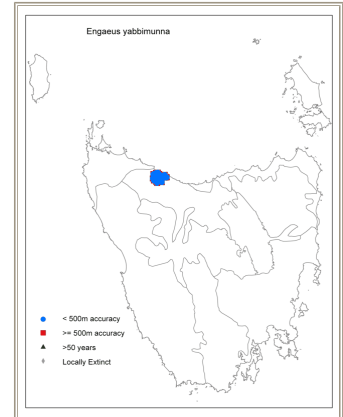 Engaeus yabbimunna
< 500m accuracy
>= 500m accuracy
>50 years
Locally Extinct